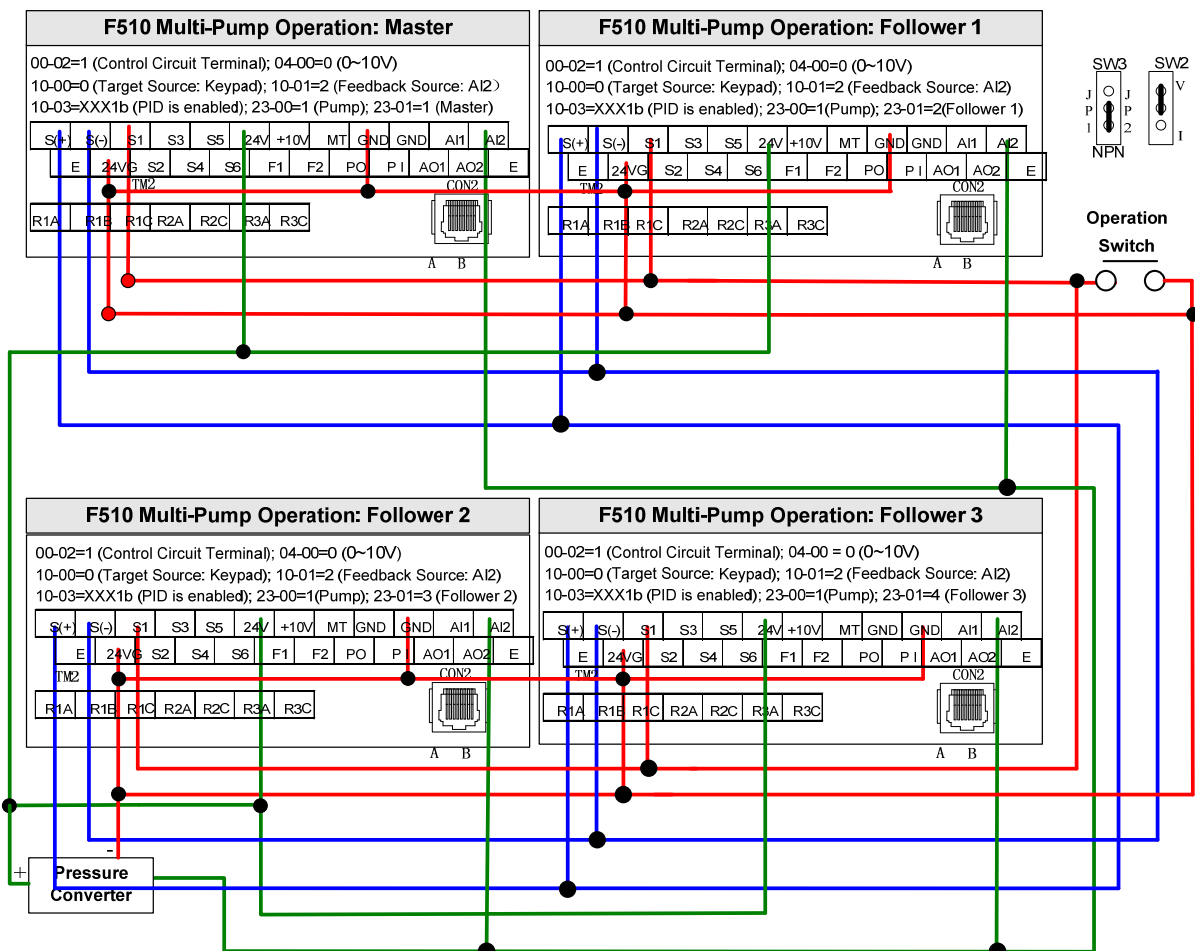 F510 Multi-Pump Operation: Master
00-02=1 (Control Circuit Terminal); 04-00=0 (0~10V)
10-00=0 (Target Source: Keypad); 10-01=2 (Feedback Source: AI2)
10-03=XXX1b (PID is enabled); 23-00=1 (Pump); 23-01=1 (Master)
S(+) S(-) S1 S3 S5 24V +10V MT GND GND AI1 AI2
E 24VG S2 S4 S6 F1 F2 PO PI AO1 AO2 E
TM2 CON2
R1A R1B R1C R2A R2C R3A R3C
A B
F510 Multi-Pump Operation: Follower 1
00-02=1 (Control Circuit Terminal); 04-00=0 (0~10V)
10-00=0 (Target Source: Keypad); 10-01=2 (Feedback Source: AI2)
10-03=XXX1b (PID is enabled); 23-00=1(Pump); 23-01=2(Follower 1)
S(+) S(-) S1 S3 S5 24V +10V MT GND GND AI1 AI2
E 24VG S2 S4 S6 F1 F2 PO PI AO1 AO2 E
TM2 CON2
R1A R1B R1C R2A R2C R3A R3C
A B
SW3 SW2
J J V
P P
1 2 I
NPN
Operation
Switch
F510 Multi-Pump Operation: Follower 2
00-02=1 (Control Circuit Terminal); 04-00=0 (0~10V)
10-00=0 (Target Source: Keypad); 10-01=2 (Feedback Source: AI2)
10-03=XXX1b (PID is enabled); 23-00=1(Pump); 23-01=3 (Follower 2)
S(+) S(-) S1 S3 S5 24V +10V MT GND GND AI1 AI2
E 24VG S2 S4 S6 F1 F2 PO PI AO1 AO2 E
TM2 CON2
R1A R1B R1C R2A R2C R3A R3C
A B
F510 Multi-Pump Operation: Follower 3
00-02=1 (Control Circuit Terminal); 04-00 = 0 (0~10V)
10-00=0 (Target Source: Keypad); 10-01=2 (Feedback Source: AI2)
10-03=XXX1b (PID is enabled); 23-00=1(Pump); 23-01=4 (Follower 3)
S(+) S(-) S1 S3 S5 24V +10V MT GND GND AI1 AI2
E 24VG S2 S4 S6 F1 F2 PO PI AO1 AO2 E
TM2 CON2
R1A R1B R1C R2A R2C R3A R3C
A B
-
+ Pressure
Converter